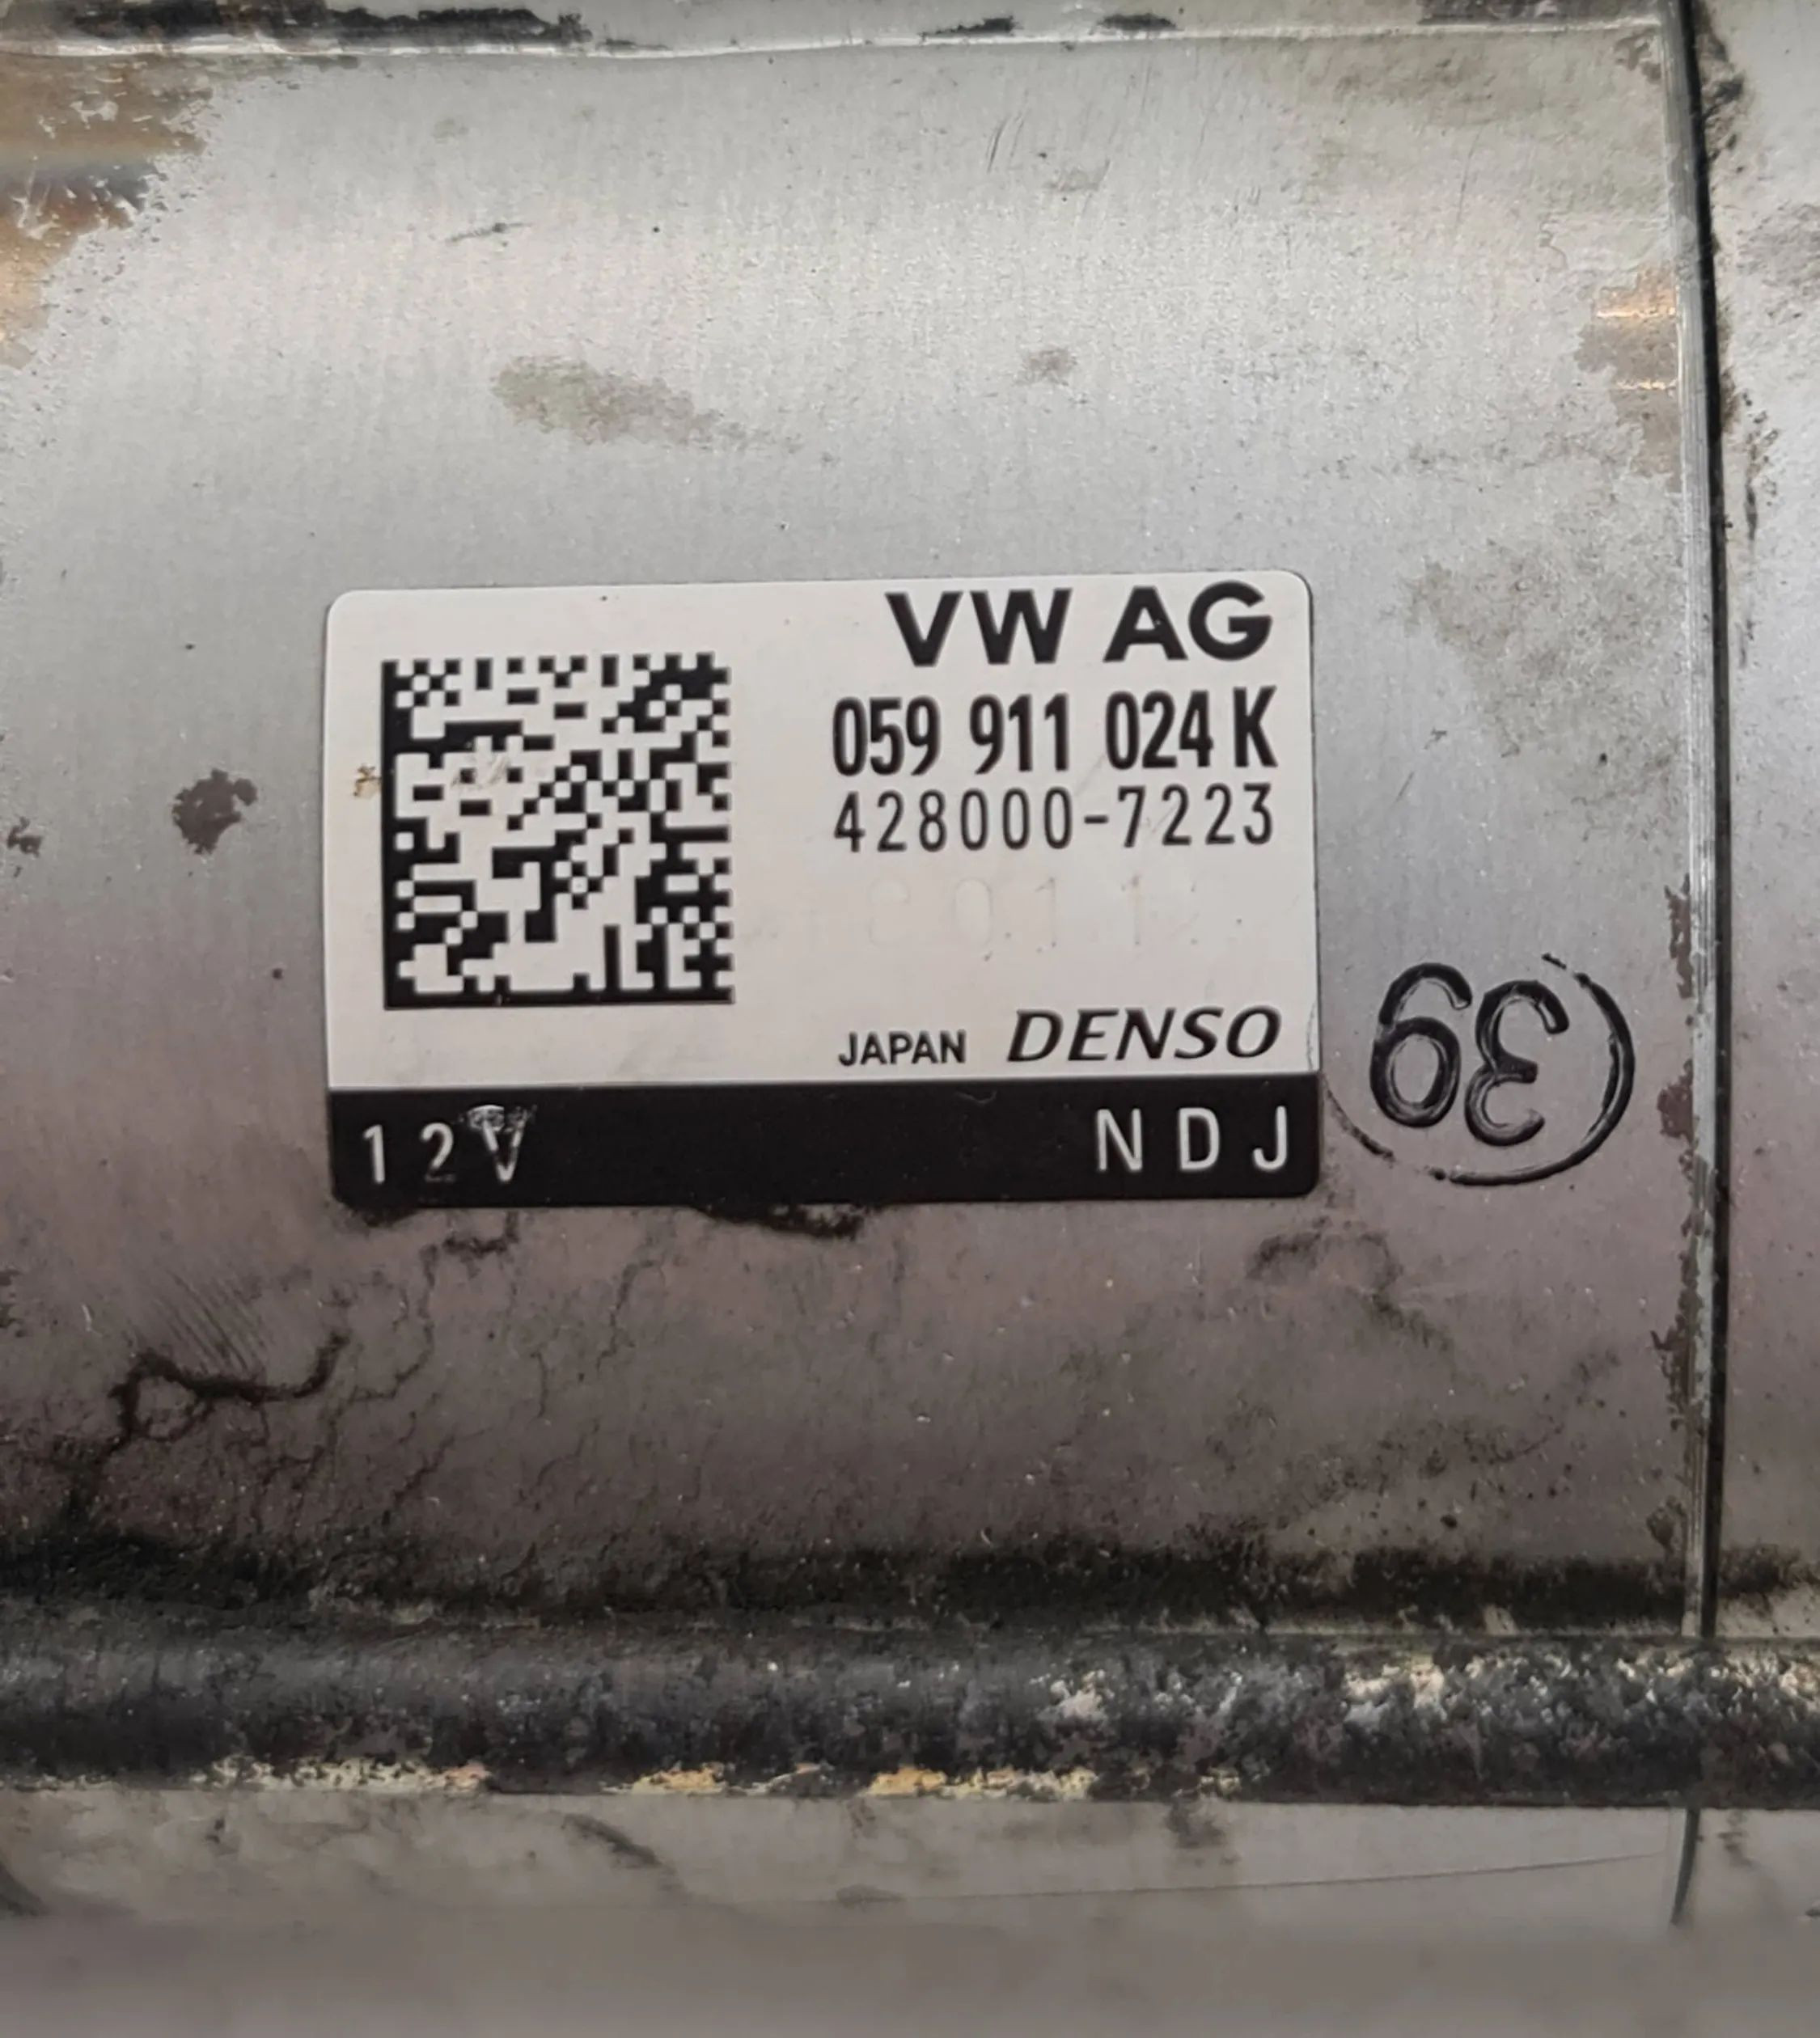 VW AG
059 911 024 K
428000-7223
JAPAN DENSO
12V NDJ
39